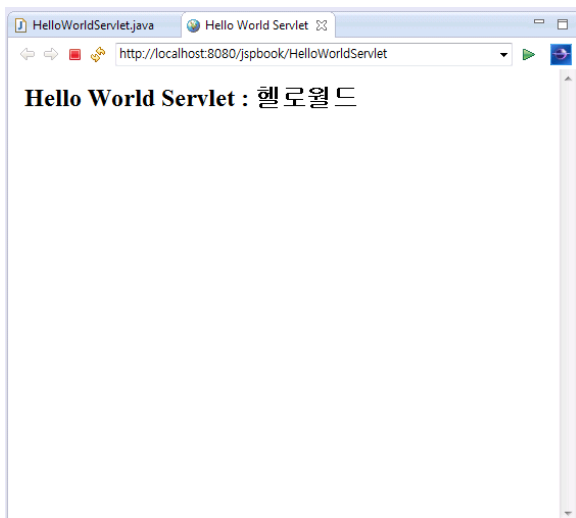 HelloWorldServlet.java Hello World Servlet
http://localhost:8080/jspbook/HelloWorldServlet
Hello World Servlet : 헬로월드